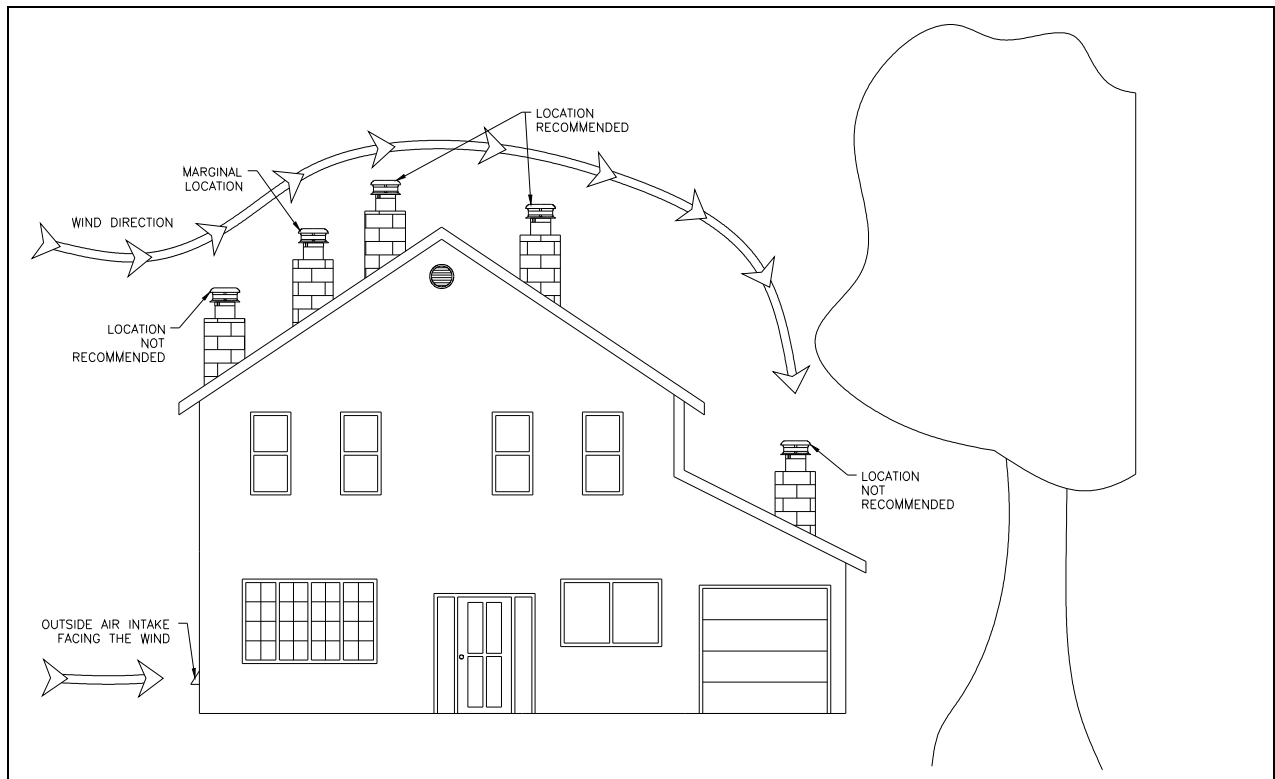 LOCATION
RECOMMENDED
MARGINAL
LOCATION
WIND DIRECTION
LOCATION
NOT
RECOMMENDED
LOCATION
NOT
RECOMMENDED
OUTSIDE AIR INTAKE
FACING THE WIND